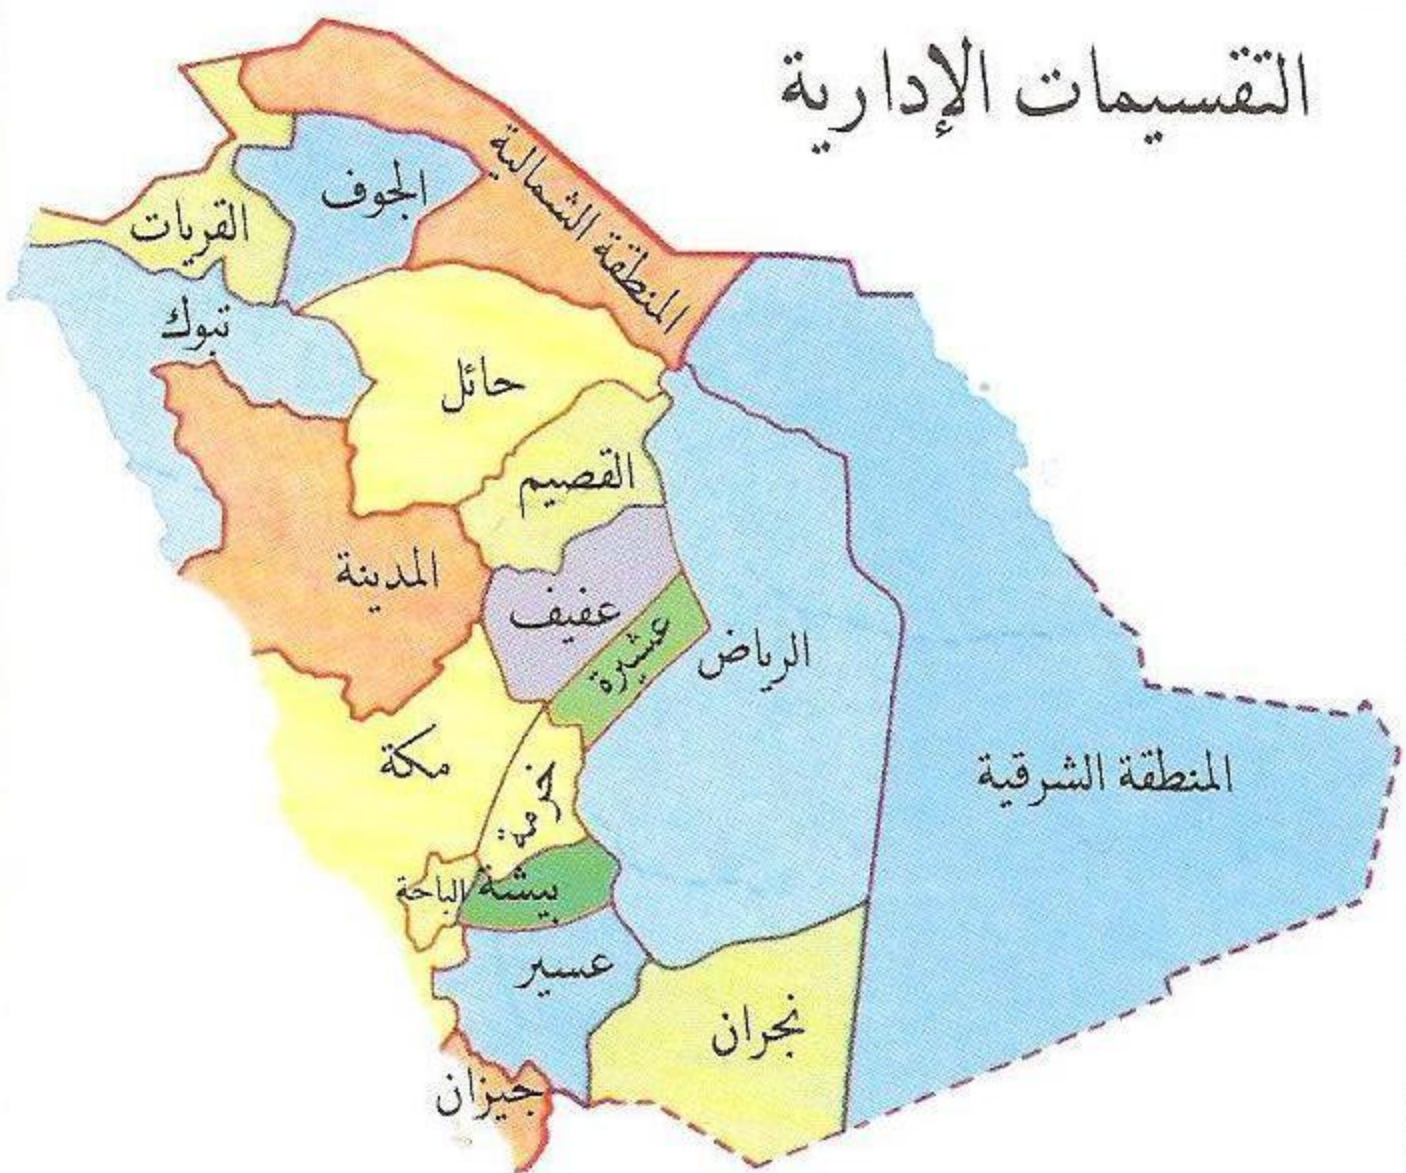 التقسيمات الإدارية
المنطقة الشمالية
الجوف
القريات
تبوك
حائل
القصيم
المدينة
عفيف
عشيرة
الرياض
المنطقة الشرقية
مكة
خرمة
الباحة
بيشة
عسير
نجران
جيزان